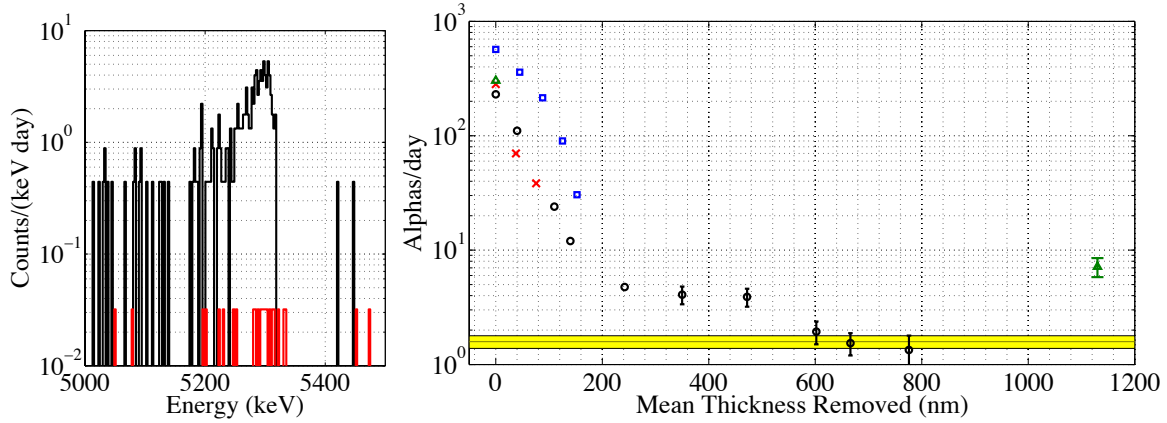 10^1
10^0
10^-1
10^-2
Counts/(keV day)
5000 5200 5400
Energy (keV)
10^3
10^2
10^1
10^0
Alphas/day
0 200 400 600 800 1000 1200
Mean Thickness Removed (nm)